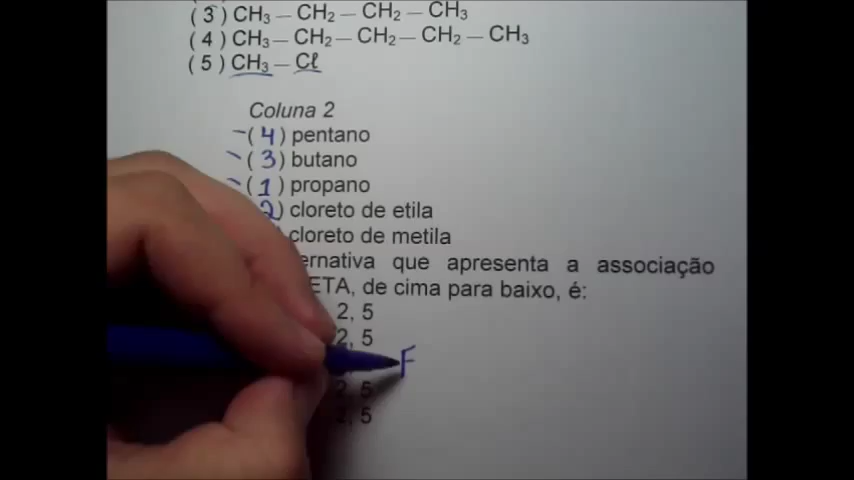 (3) CH₃ – CH₂ – CH₂ – CH₃
(4) CH₃ – CH₂ – CH₂ – CH₂ – CH₃
(5) CH₃ – Cl
Coluna 2
(4) pentano
(3) butano
(1) propano
2) cloreto de etila
) cloreto de metila
que apresenta a associação
de cima para baixo, é:
2, 5
2, 5
F
2, 5
2, 5